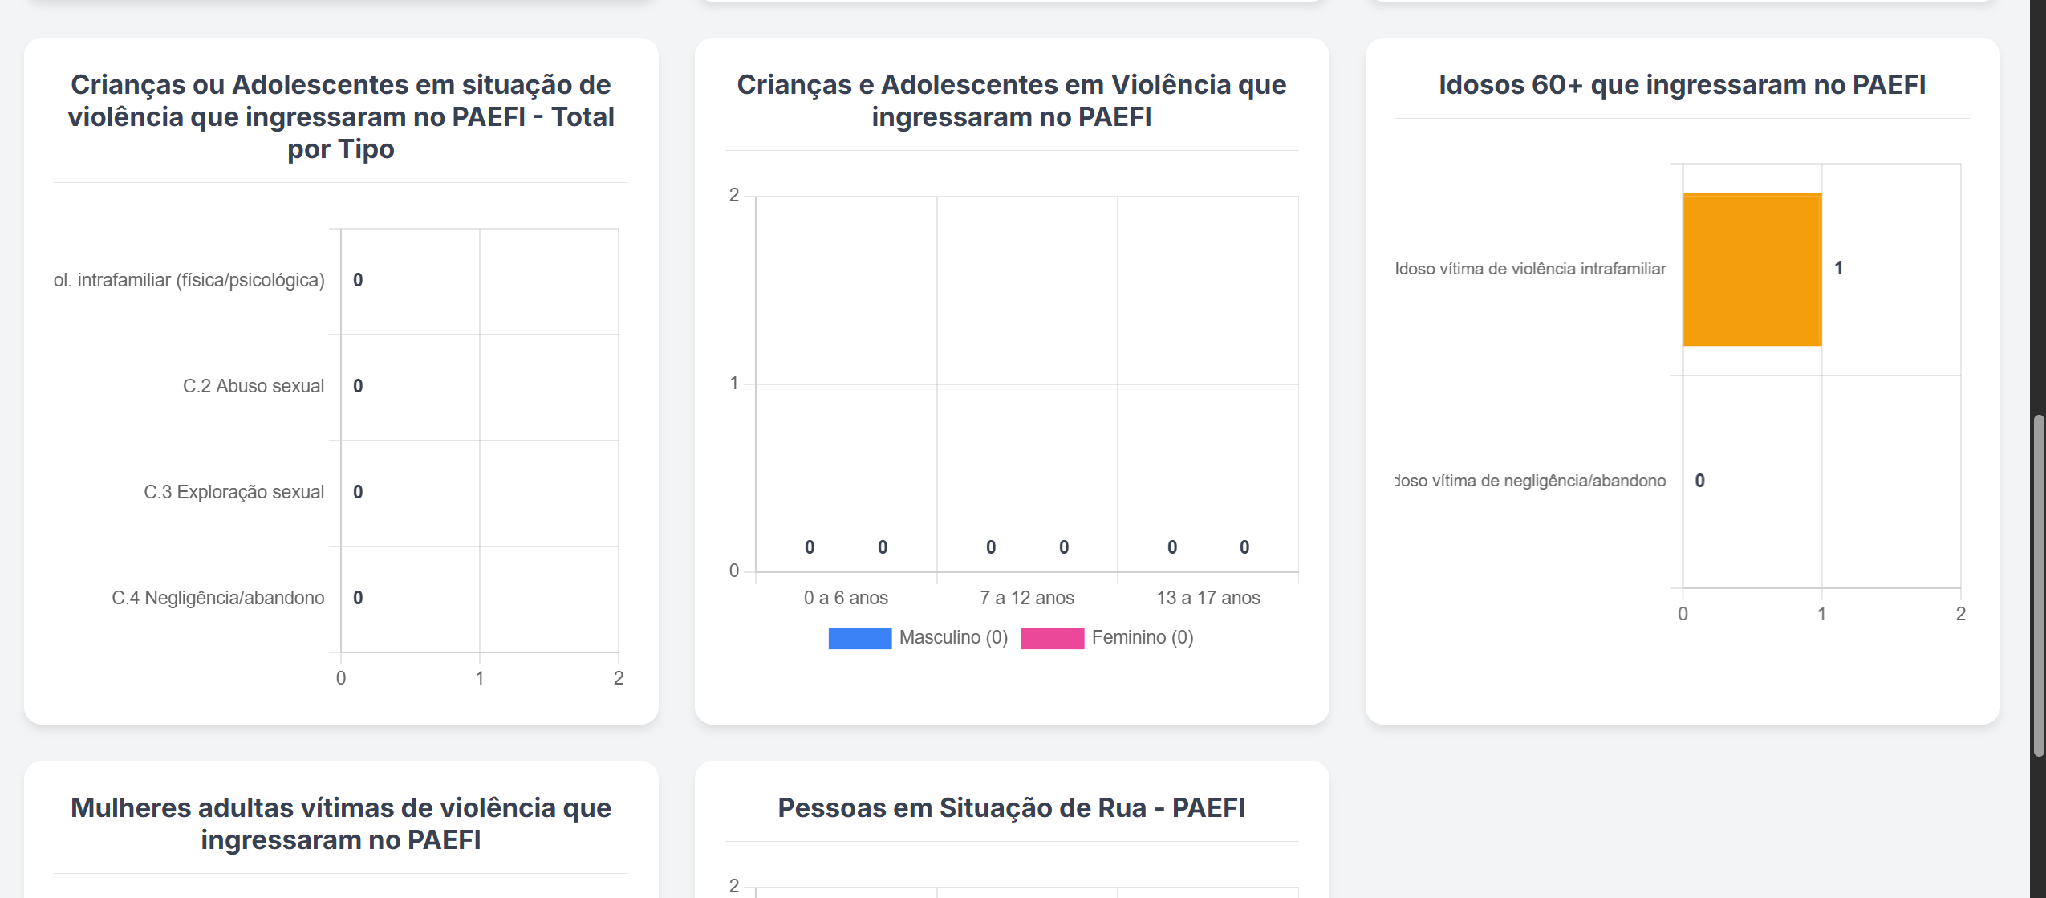 Crianças ou Adolescentes em situação de
violência que ingressaram no PAEFI - Total
por Tipo
ol. intrafamiliar (física/psicológica)
0
C.2 Abuso sexual
0
C.3 Exploração sexual
0
C.4 Negligência/abandono
0
0
1
2
Crianças e Adolescentes em Violência que
ingressaram no PAEFI
2
1
0
0 0 0 0 0 0
0 a 6 anos 7 a 12 anos 13 a 17 anos
Masculino (0) Feminino (0)
Idosos 60+ que ingressaram no PAEFI
Idoso vítima de violência intrafamiliar
1
doso vítima de negligência/abandono
0
0 1 2
Mulheres adultas vítimas de violência que
ingressaram no PAEFI
Pessoas em Situação de Rua - PAEFI
2